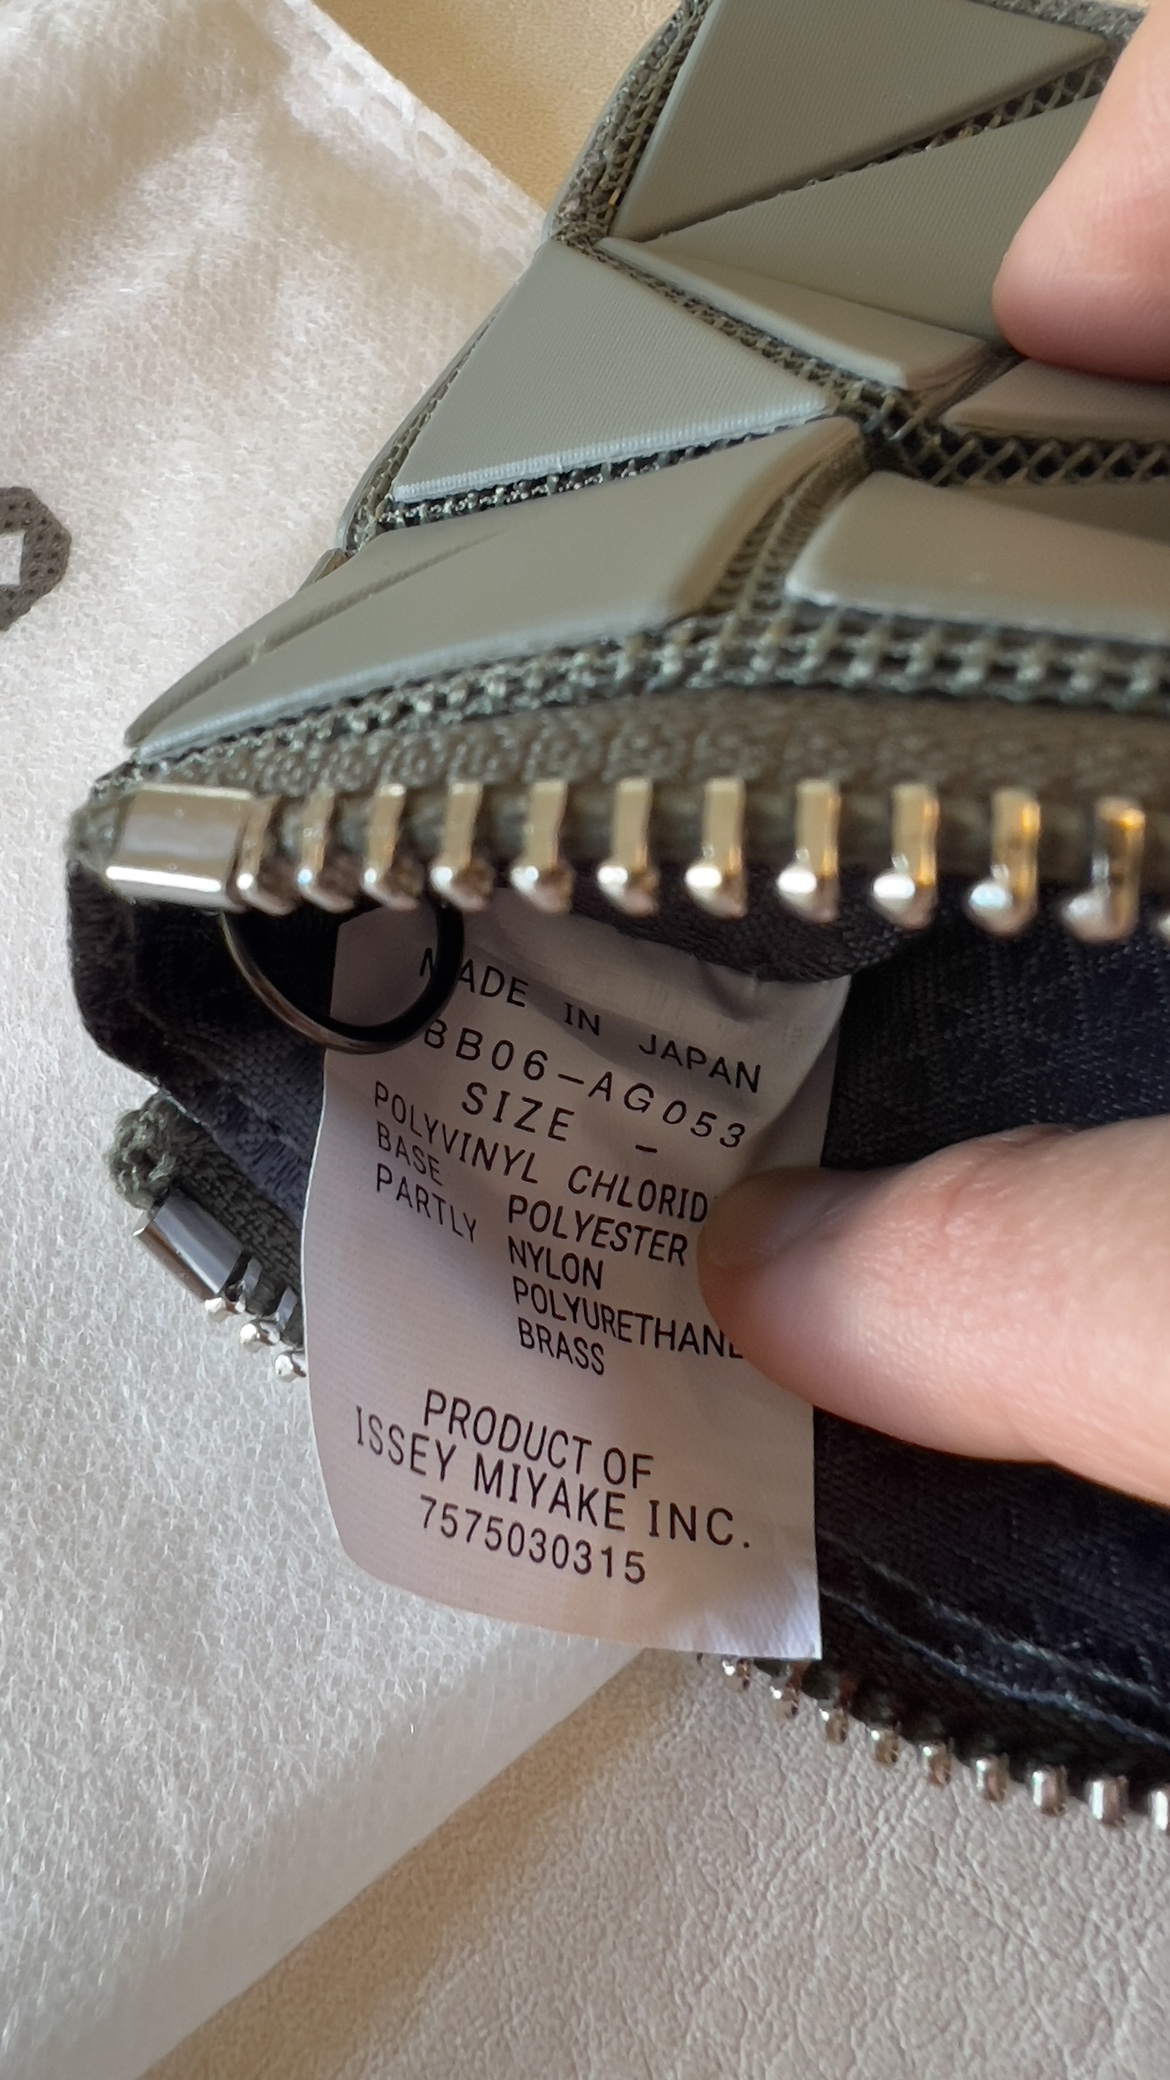 MADE IN JAPAN
BB06-AG053
SIZE -
POLYVINYL CHLORID
BASE POLYESTER
PARTLY NYLON
POLYURETHANE
BRASS
PRODUCT OF
ISSEY MIYAKE INC.
7575030315